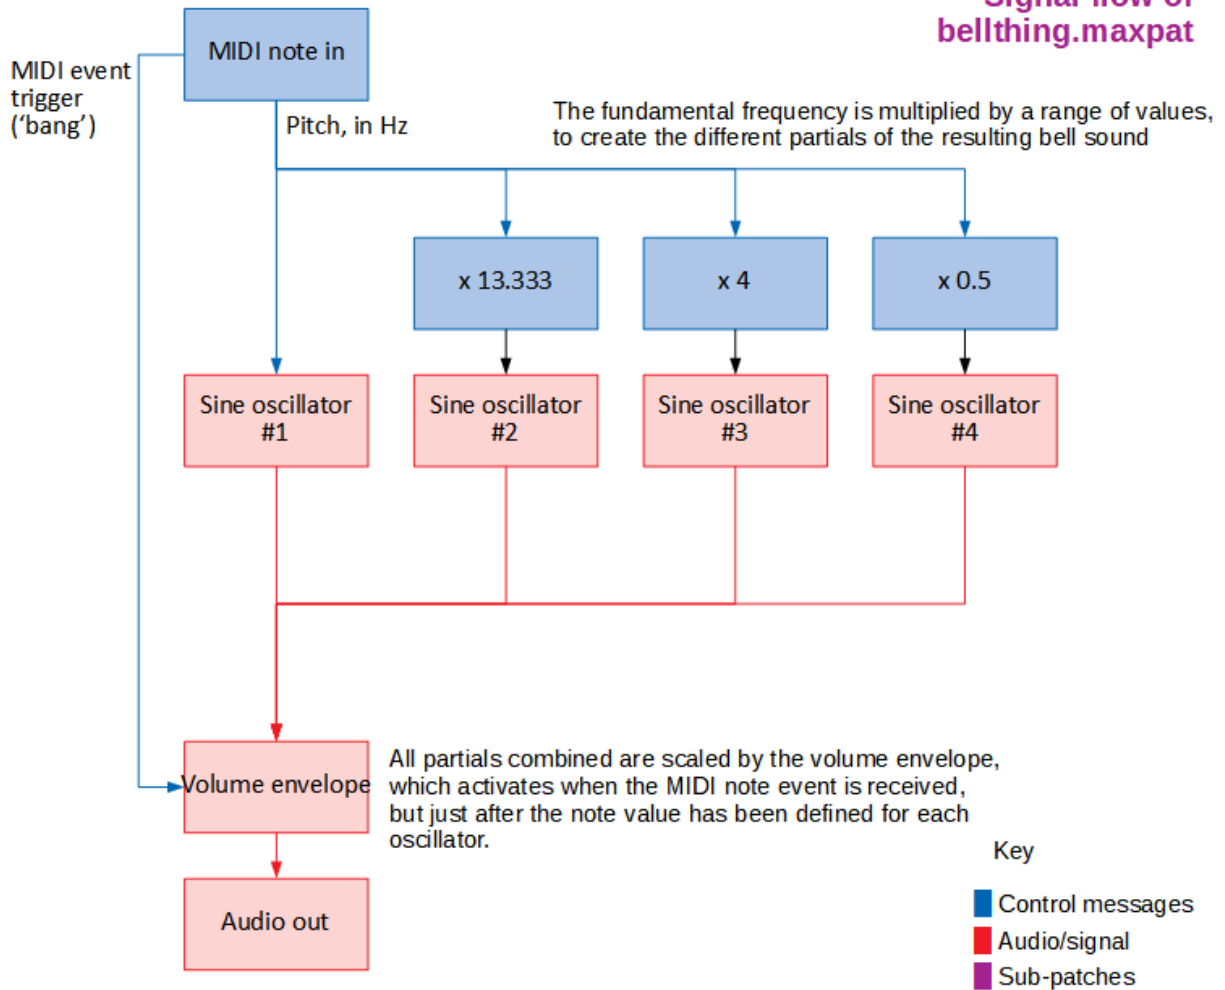 Signal flow of
bellthing.maxpat
MIDI note in
MIDI event
trigger
(‘bang’)
Pitch, in Hz
The fundamental frequency is multiplied by a range of values,
to create the different partials of the resulting bell sound
x 13.333
x 4
x 0.5
Sine oscillator
#1
Sine oscillator
#2
Sine oscillator
#3
Sine oscillator
#4
Volume envelope
All partials combined are scaled by the volume envelope,
which activates when the MIDI note event is received,
but just after the note value has been defined for each
oscillator.
Audio out
Key
Control messages
Audio/signal
Sub-patches